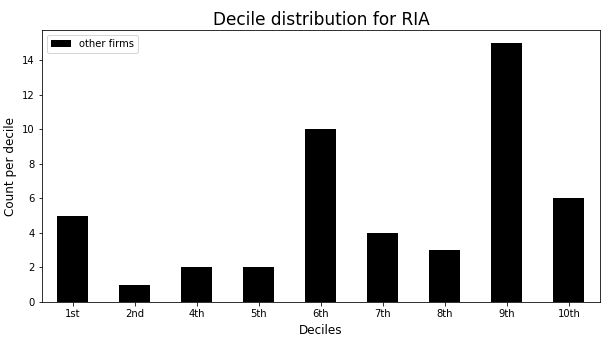 Decile distribution for RIA
other firms
Count per decile
14
12
10
8
6
4
2
0
1st 2nd 4th 5th 6th 7th 8th 9th 10th
Deciles